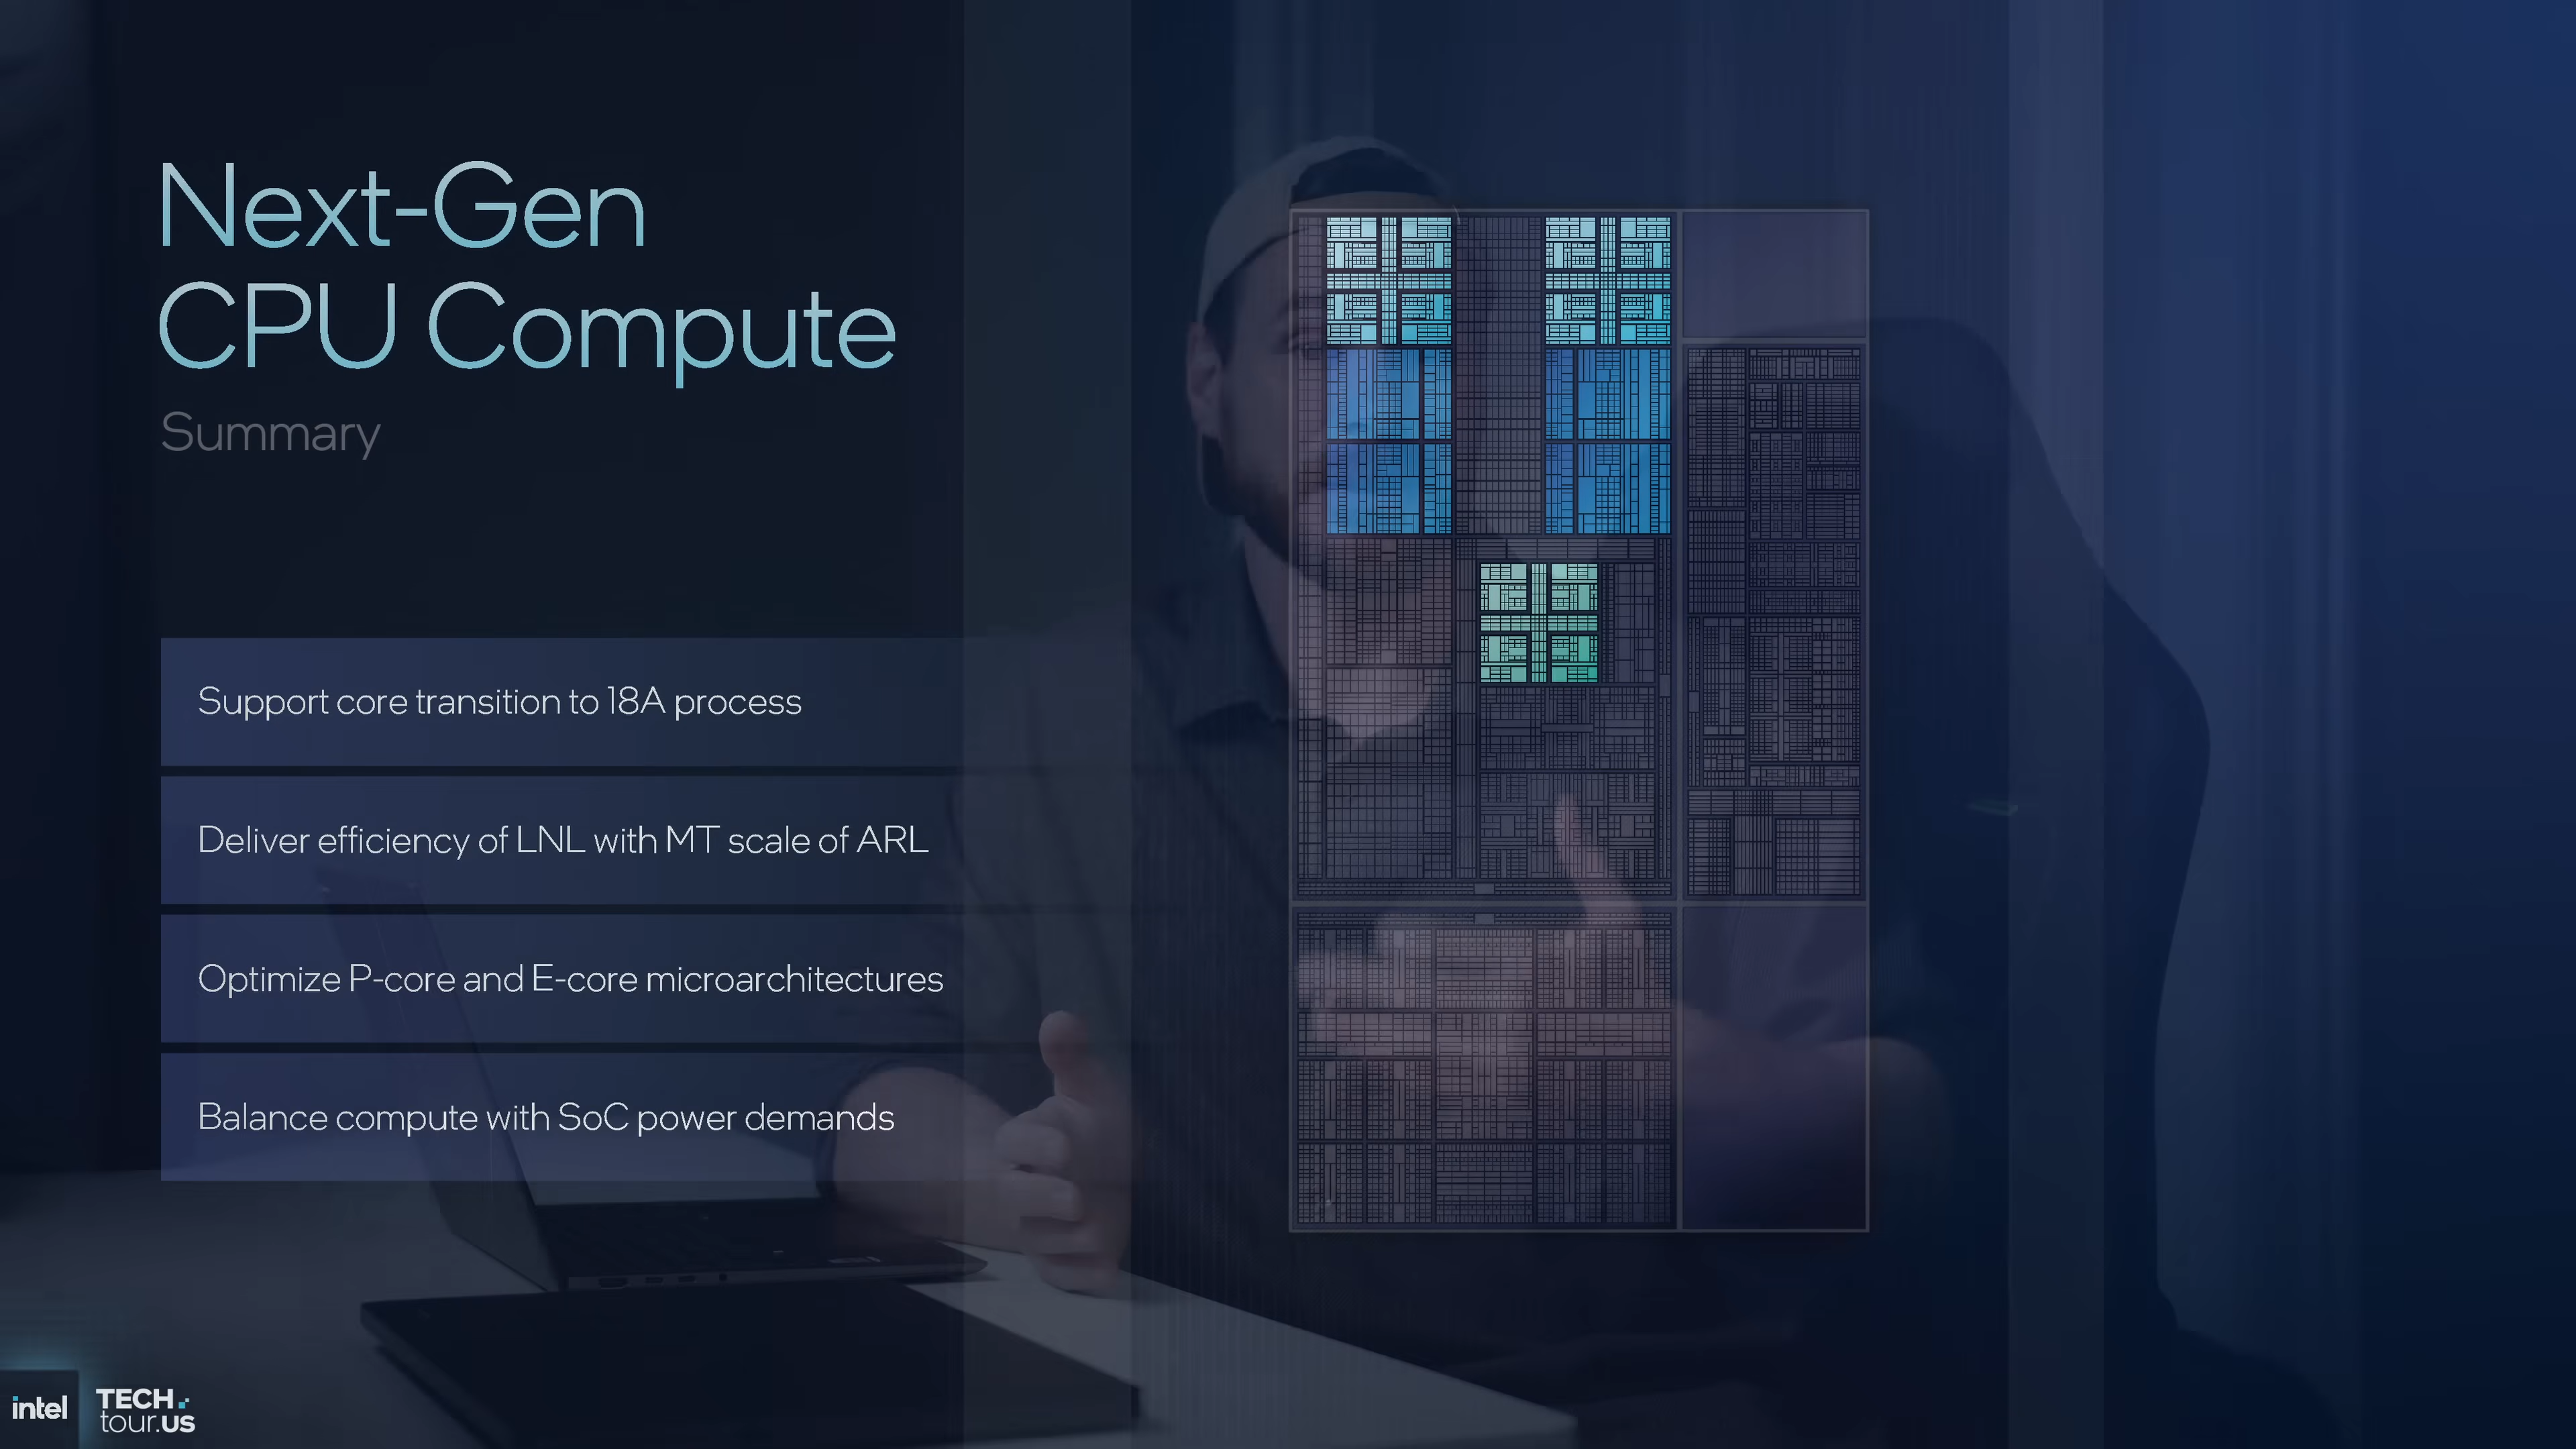 Next-Gen
CPU Compute
Summary
Support core transition to 18A process
Deliver efficiency of LNL with MT scale of ARL
Optimize P-core and E-core microarchitectures
Balance compute with SoC power demands
intel
TECH
tour.us